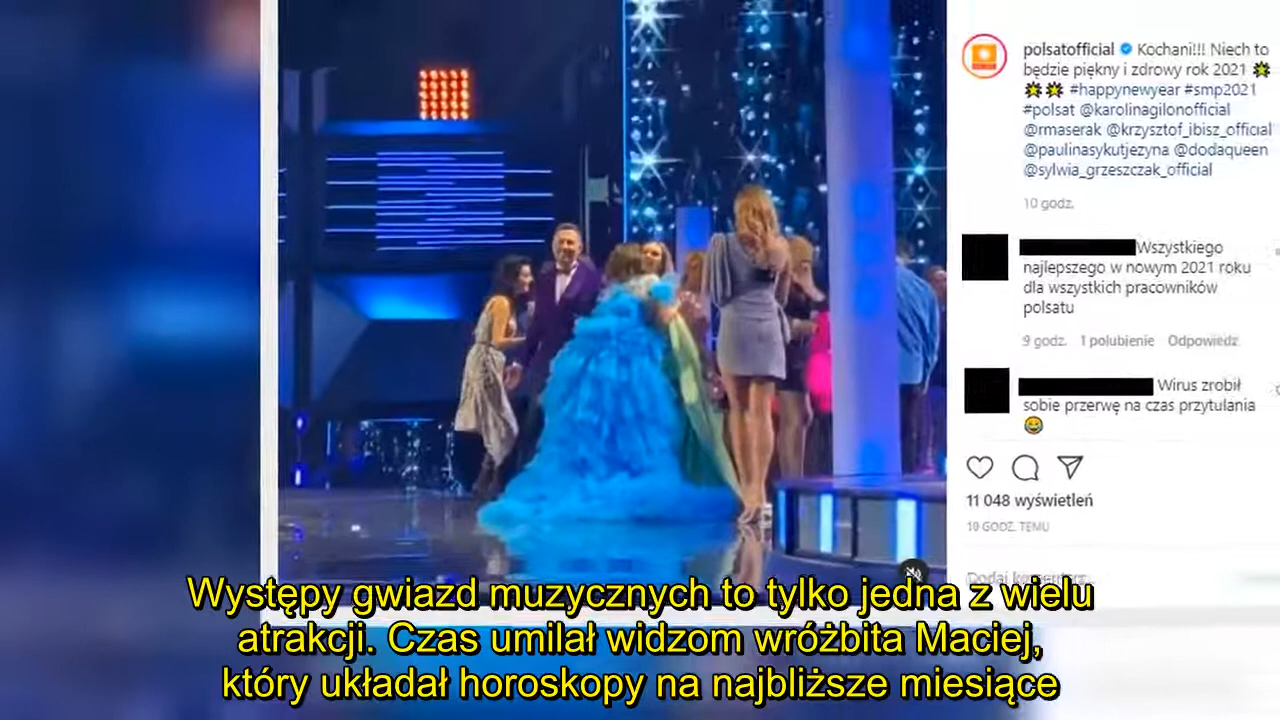 polsatofficial Kochani!!! Niech to
będzie piękny i zdrowy rok 2021
#happynewyear #smp2021
#polsat @karolinagilonofficial
@rmaserak @krzysztof_ibisz_official
@paulinasykutjezyna @dodaqueen
@sylwia_grzeszczak_official
10 godz.
Wszystkiego
najlepszego w nowym 2021 roku
dla wszystkich pracowników
polsatu
9 godz. 1 polubienie Odpowiedz
Wirus zrobił
sobie przerwę na czas przytulania
11 048 wyświetleń
19 GODZ. TEMU
Dodaj komentarz...
Występy gwiazd muzycznych to tylko jedna z wielu
atrakcji. Czas umilał widzom wróżbita Maciej,
który układał horoskopy na najbliższe miesiące